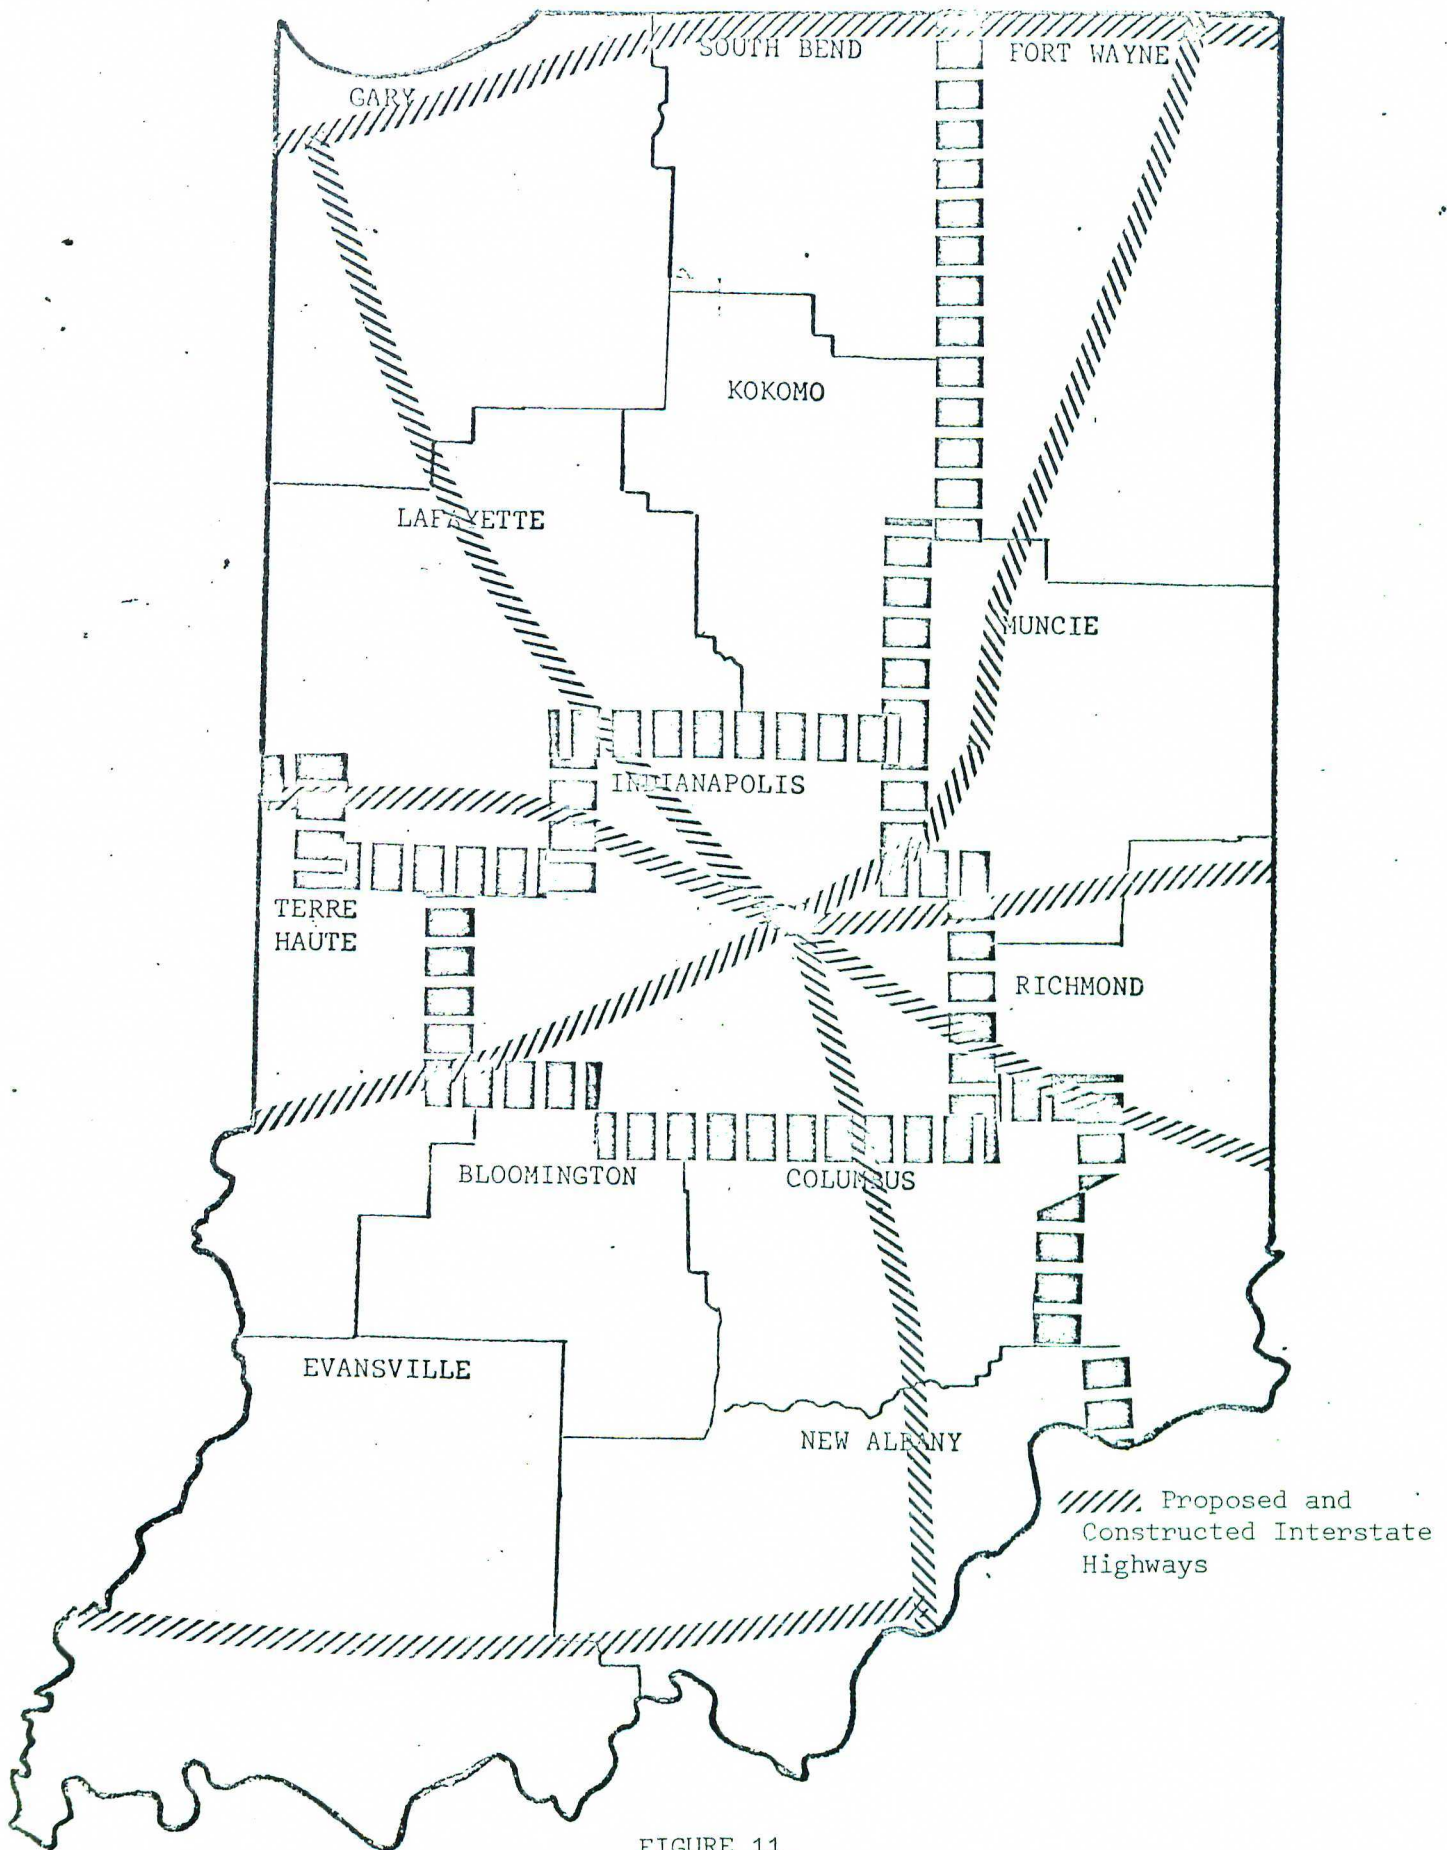 SOUTH BEND
FORT WAYNE
GARY
KOKOMO
LAFAYETTE
MUNCIE
INDIANAPOLIS
TERRE
HAUTE
RICHMOND
BLOOMINGTON
COLUMBUS
EVANSVILLE
NEW ALBANY
Proposed and
Constructed Interstate
Highways
FIGURE 11